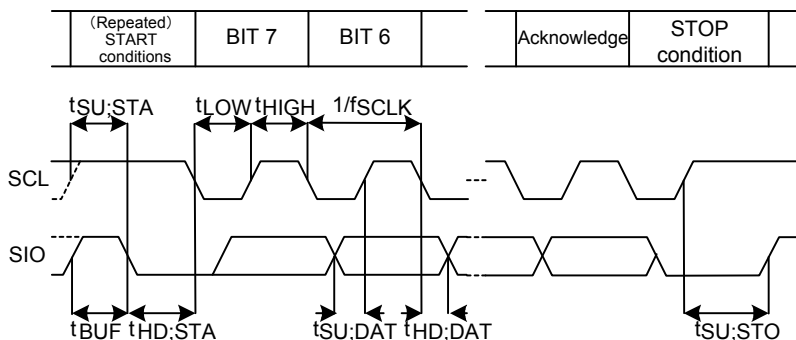 (Repeated)
START
conditions
BIT 7
BIT 6
Acknowledge
STOP
condition
tSU;STA
tLOW
tHIGH
1/fSCLK
SCL
SIO
tBUF
tHD;STA
tSU;DAT
tHD;DAT
tSU;STO